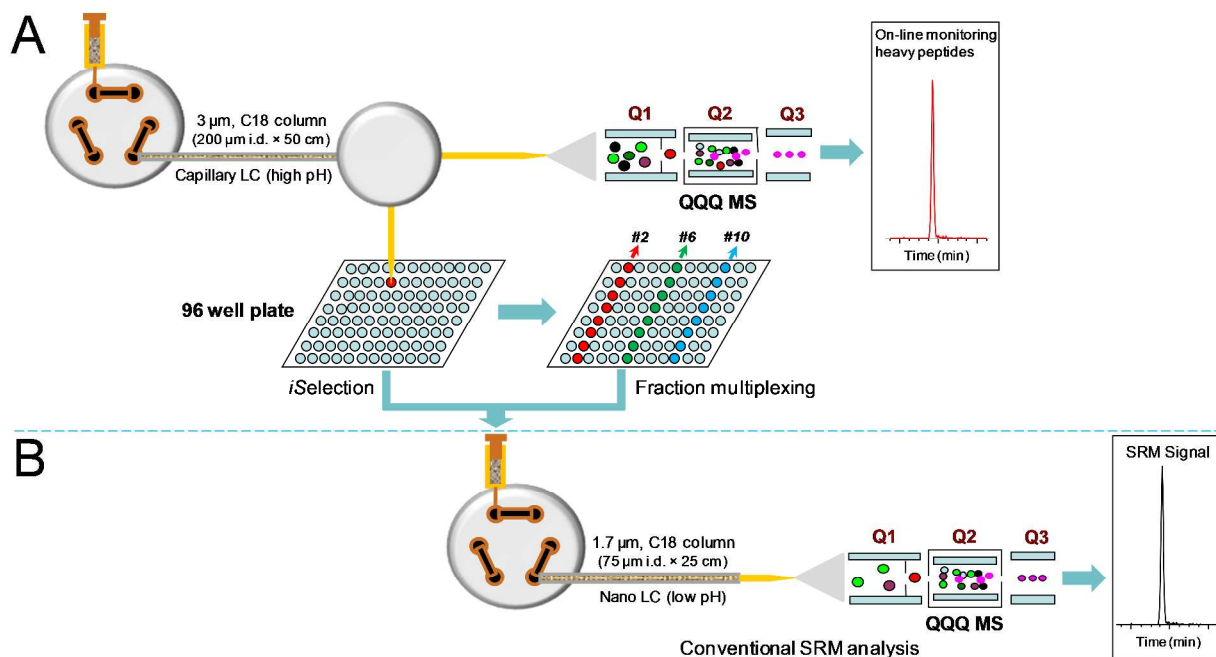 A
3 µm, C18 column
(200 µm i.d. × 50 cm)
Capillary LC (high pH)
Q1 Q2 Q3
QQQ MS
On-line monitoring
heavy peptides
Time (min)
#2 #6 #10
96 well plate
iSelection
Fraction multiplexing
B
1.7 µm, C18 column
(75 µm i.d. × 25 cm)
Nano LC (low pH)
Q1 Q2 Q3
QQQ MS
Conventional SRM analysis
SRM Signal
Time (min)